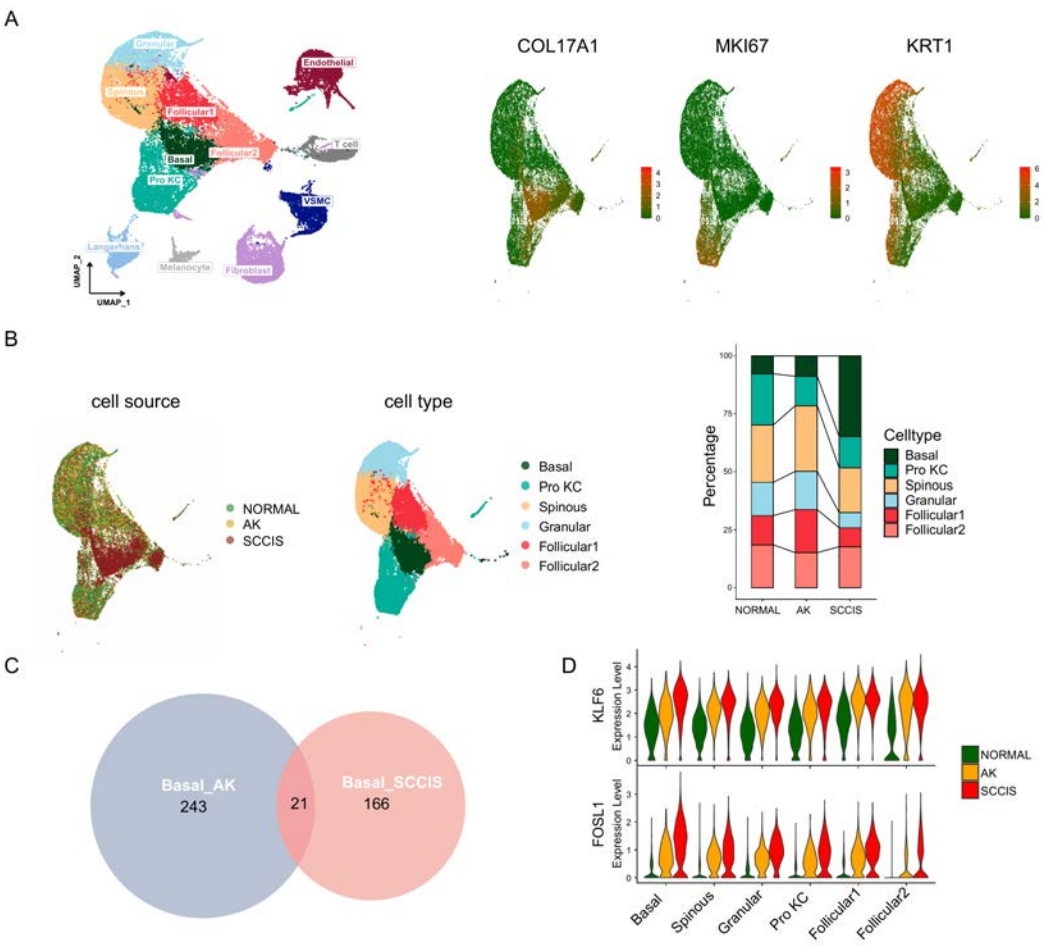 A
Granular
Spinous
Follicular1
Basal
Follicular2
Pro KC
Endothelial
T cell
VSMC
Langerhans
Melanocyte
Fibroblast
UMAP_2
UMAP_1
COL17A1
4
3
2
1
0
MKI67
3
2
1
0
KRT1
6
4
2
0
B
cell source
NORMAL
AK
SCCIS
cell type
Basal
Pro KC
Spinous
Granular
Follicular1
Follicular2
Percentage
100
75
50
25
0
NORMAL AK SCCIS
Celltype
Basal
Pro KC
Spinous
Granular
Follicular1
Follicular2
C
Basal_AK
243
21
Basal_SCCIS
166
D
KLF6
Expression Level
4
3
2
1
0
FOSL1
Expression Level
3
2
1
0
Basal
Spinous
Granular
Pro KC
Follicular1
Follicular2
NORMAL
AK
SCCIS